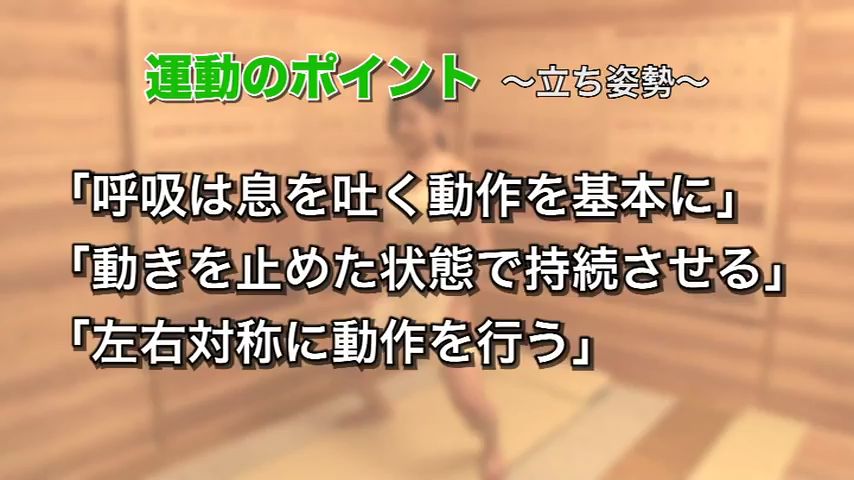 運動のポイント ～立ち姿勢～
「呼吸は息を吐く動作を基本に」
「動きを止めた状態で持続させる」
「左右対称に動作を行う」